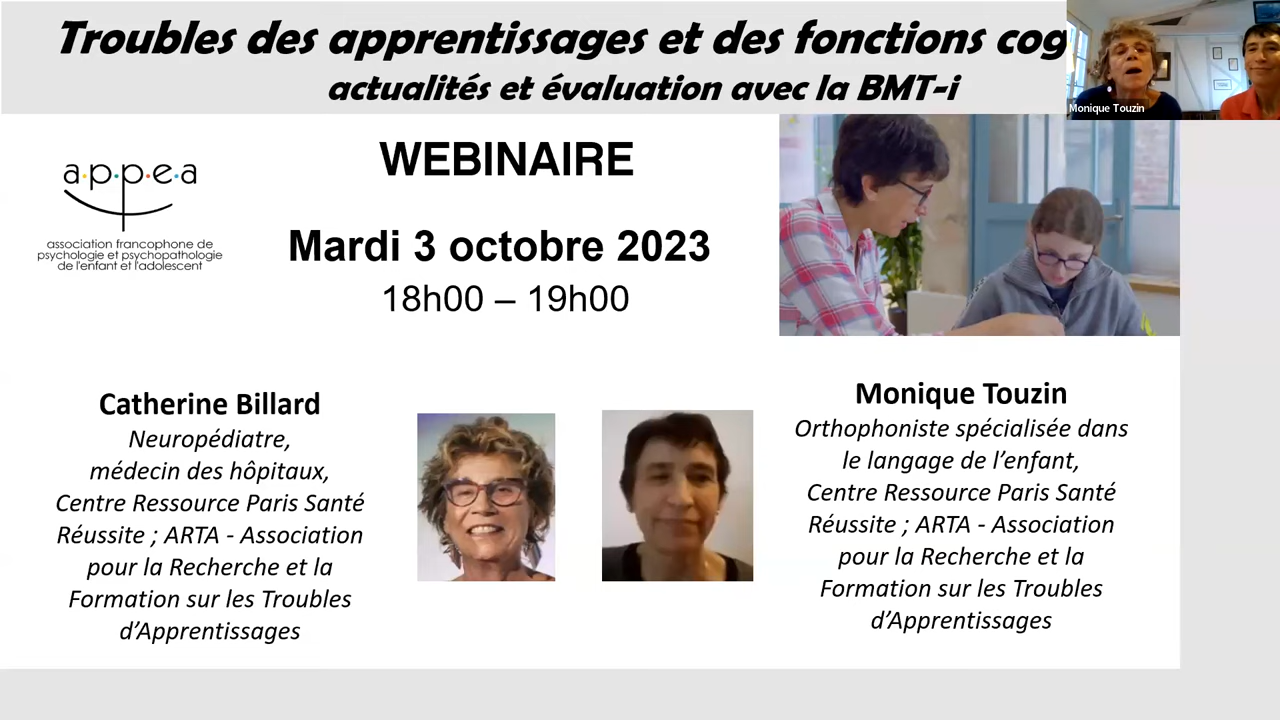 Troubles des apprentissages et des fonctions cog
actualités et évaluation avec la BMT-i
Monique Touzin
a·p·p·e·a
association francophone de
psychologie et psychopathologie
de l'enfant et l'adolescent
WEBINAIRE
Mardi 3 octobre 2023
18h00 – 19h00
Catherine Billard
Neuropédiatre,
médecin des hôpitaux,
Centre Ressource Paris Santé
Réussite ; ARTA - Association
pour la Recherche et la
Formation sur les Troubles
d'Apprentissages
Monique Touzin
Orthophoniste spécialisée dans
le langage de l'enfant,
Centre Ressource Paris Santé
Réussite ; ARTA - Association
pour la Recherche et la
Formation sur les Troubles
d'Apprentissages